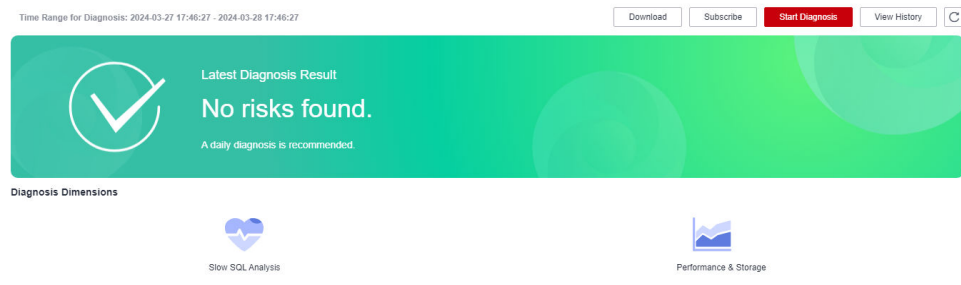 Time Range for Diagnosis: 2024-03-27 17:46:27 - 2024-03-28 17:46:27
Download
Subscribe
Start Diagnosis
View History
Latest Diagnosis Result
No risks found.
A daily diagnosis is recommended.
Diagnosis Dimensions
Slow SQL Analysis
Performance & Storage